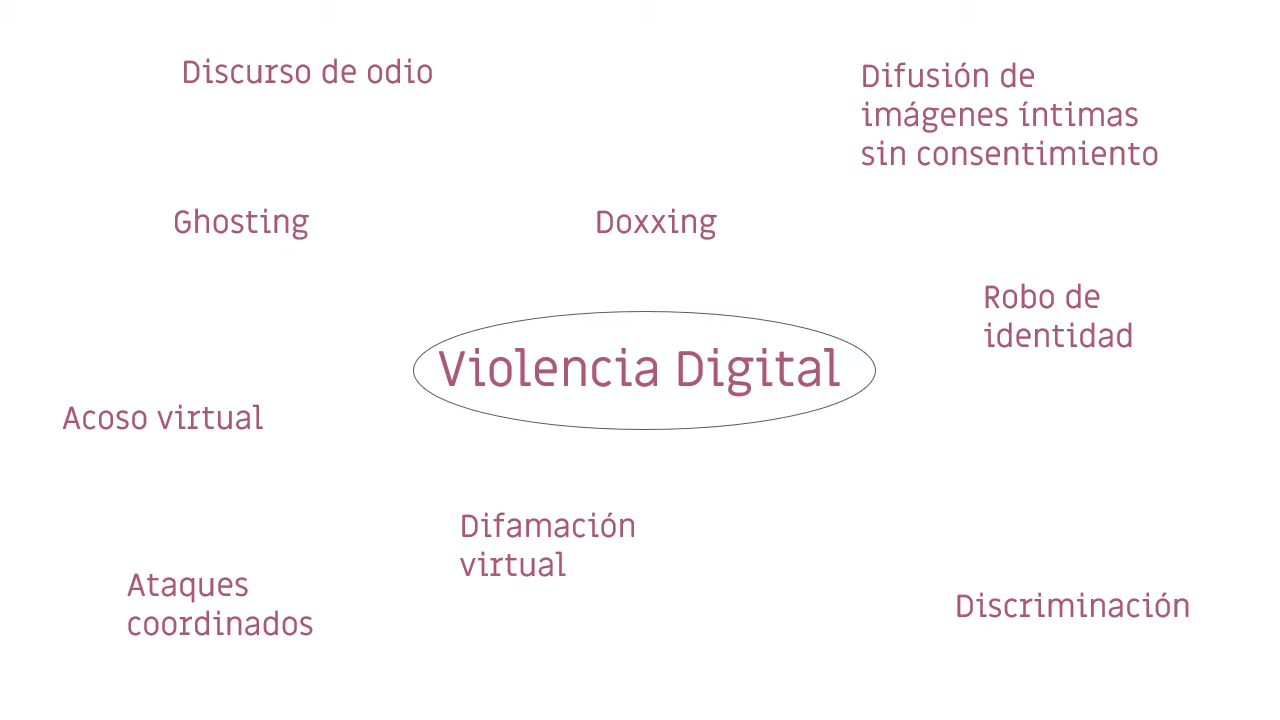 Discurso de odio
Difusión de
imágenes íntimas
sin consentimiento
Ghosting
Doxxing
Robo de
identidad
Violencia Digital
Acoso virtual
Difamación
virtual
Ataques
coordinados
Discriminación